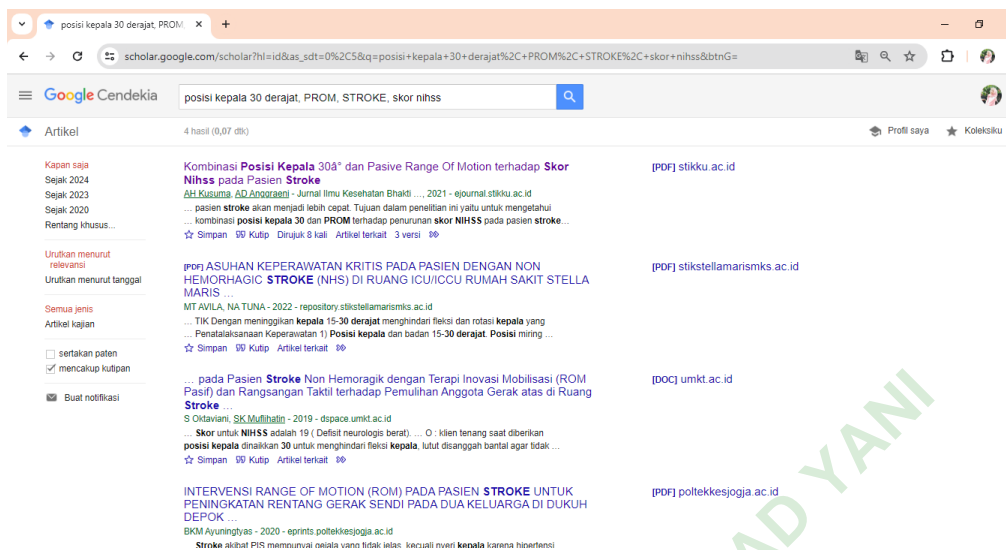 posisi kepala 30 derajat, PROM,
scholar.google.com/scholar?hl=id&as_sdt=0%2C5&q=posisi+kepala+30+derajat%2C+PROM%2C+STROKE%2C+skor+nihss&btnG=
Google Cendekia
posisi kepala 30 derajat, PROM, STROKE, skor nihss
Artikel
4 hasil (0,07 dtk)
Profil saya
Koleksiku
Kapan saja
Sejak 2024
Sejak 2023
Sejak 2020
Rentang khusus...
Urutkan menurut
relevansi
Urutkan menurut tanggal
Semua jenis
Artikel kajian
sertakan paten
mencakup kutipan
Buat notifikasi
Kombinasi Posisi Kepala 30â° dan Pasive Range Of Motion terhadap Skor
Nihss pada Pasien Stroke
AH Kusuma, AD Anggraeni - Jurnal Ilmu Kesehatan Bhakti ..., 2021 - ejournal.stikku.ac.id
... pasien stroke akan menjadi lebih cepat. Tujuan dalam penelitian ini yaitu untuk mengetahui
... kombinasi posisi kepala 30 dan PROM terhadap penurunan skor NIHSS pada pasien stroke...
Simpan Kutip Dirujuk 8 kali Artikel terkait 3 versi
[PDF] stikku.ac.id
[PDF] ASUHAN KEPERAWATAN KRITIS PADA PASIEN DENGAN NON
HEMORHAGIC STROKE (NHS) DI RUANG ICU/ICCU RUMAH SAKIT STELLA
MARIS ...
MT AVILA, NA TUNA - 2022 - repository.stikstellamarismks.ac.id
... TIK Dengan meninggikan kepala 15-30 derajat menghindari fleksi dan rotasi kepala yang
... Penatalaksanaan Keperawatan 1) Posisi kepala dan badan 15-30 derajat. Posisi miring ...
Simpan Kutip Artikel terkait
[PDF] stikstellamarismks.ac.id
... pada Pasien Stroke Non Hemoragik dengan Terapi Inovasi Mobilisasi (ROM
Pasif) dan Rangsangan Taktil terhadap Pemulihan Anggota Gerak atas di Ruang
Stroke ...
S Oktaviani, SK Muflihatin - 2019 - dspace.umkt.ac.id
... Skor untuk NIHSS adalah 19 ( Defisit neurologis berat). ... O : klien tenang saat diberikan
posisi kepala dinaikkan 30 untuk menghindari fleksi kepala, lutut disanggah bantal agar tidak ...
Simpan Kutip Artikel terkait
[DOC] umkt.ac.id
INTERVENSI RANGE OF MOTION (ROM) PADA PASIEN STROKE UNTUK
PENINGKATAN RENTANG GERAK SENDI PADA DUA KELUARGA DI DUKUH
DEPOK ...
BKM Ayuningtyas - 2020 - eprints.poltekkesjogja.ac.id
Stroke akibat PIS mempunyai gejala yang tidak jelas, kecuali nyeri kepala karena hipertensi
[PDF] poltekkesjogja.ac.id
AD YANI